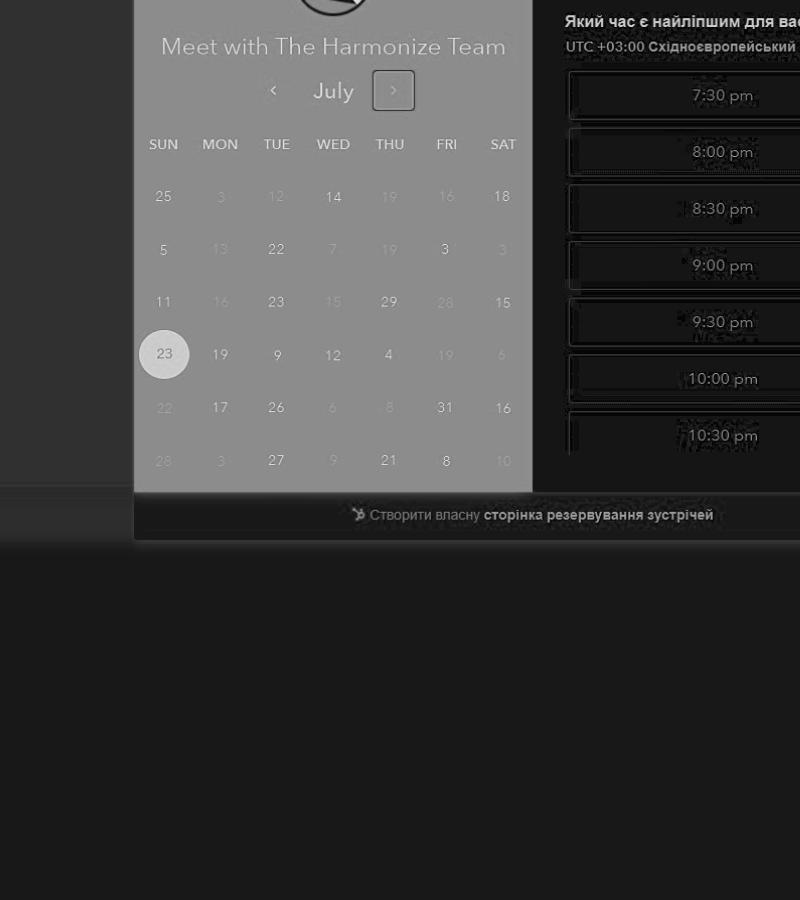 Meet with The Harmonize Team
July
SUN MON TUE WED THU FRI SAT
25 3 12 14 19 16 18
5 13 22 7 19 3 3
11 16 23 15 29 28 15
23 19 9 12 4 19 6
22 17 26 6 8 31 16
28 3 27 9 21 8 10
Який час є найліпшим для
UTC +03:00 Східноєвропейський
7:30 pm
8:00 pm
8:30 pm
9:00 pm
9:30 pm
10:00 pm
10:30 pm
Створити власну сторінка резервування зустрічей